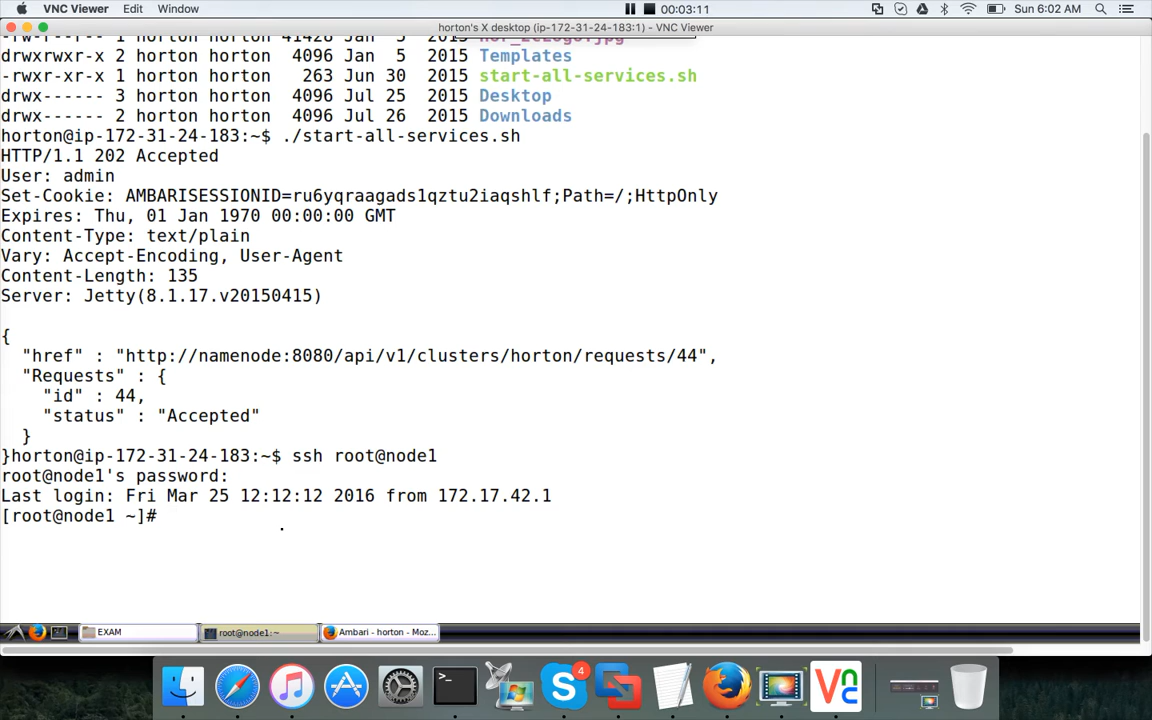 VNC Viewer Edit Window 00:03:11 Sun 6:02 AM
horton's X desktop (ip-172-31-24-183:1) - VNC Viewer
drwxrwxr-x 2 horton horton 4096 Jan 5 2015 Templates
-rwxr-xr-x 1 horton horton 263 Jun 30 2015 start-all-services.sh
drwx------ 3 horton horton 4096 Jul 25 2015 Desktop
drwx------ 2 horton horton 4096 Jul 26 2015 Downloads
horton@ip-172-31-24-183:~$ ./start-all-services.sh
HTTP/1.1 202 Accepted
User: admin
Set-Cookie: AMBARISESSIONID=ru6yqraagads1qztu2iaqshlf;Path=/;HttpOnly
Expires: Thu, 01 Jan 1970 00:00:00 GMT
Content-Type: text/plain
Vary: Accept-Encoding, User-Agent
Content-Length: 135
Server: Jetty(8.1.17.v20150415)
{
"href" : "http://namenode:8080/api/v1/clusters/horton/requests/44",
"Requests" : {
"id" : 44,
"status" : "Accepted"
}
}horton@ip-172-31-24-183:~$ ssh root@node1
root@node1's password:
Last login: Fri Mar 25 12:12:12 2016 from 172.17.42.1
[root@node1 ~]#
EXAM root@node1:~ Ambari - horton - Moz...
4